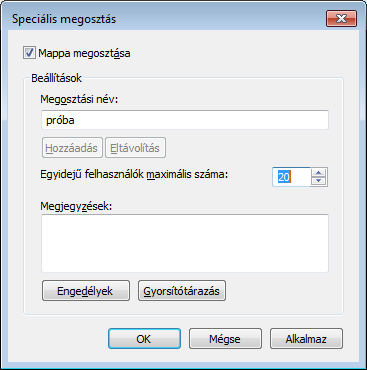 Speciális megosztás
Mappa megosztása
Beállítások
Megosztási név:
próba
Hozzáadás Eltávolítás
Egyidejű felhasználók maximális száma: 20
Megjegyzések:
Engedélyek Gyorsítótárazás
OK Mégse Alkalmaz